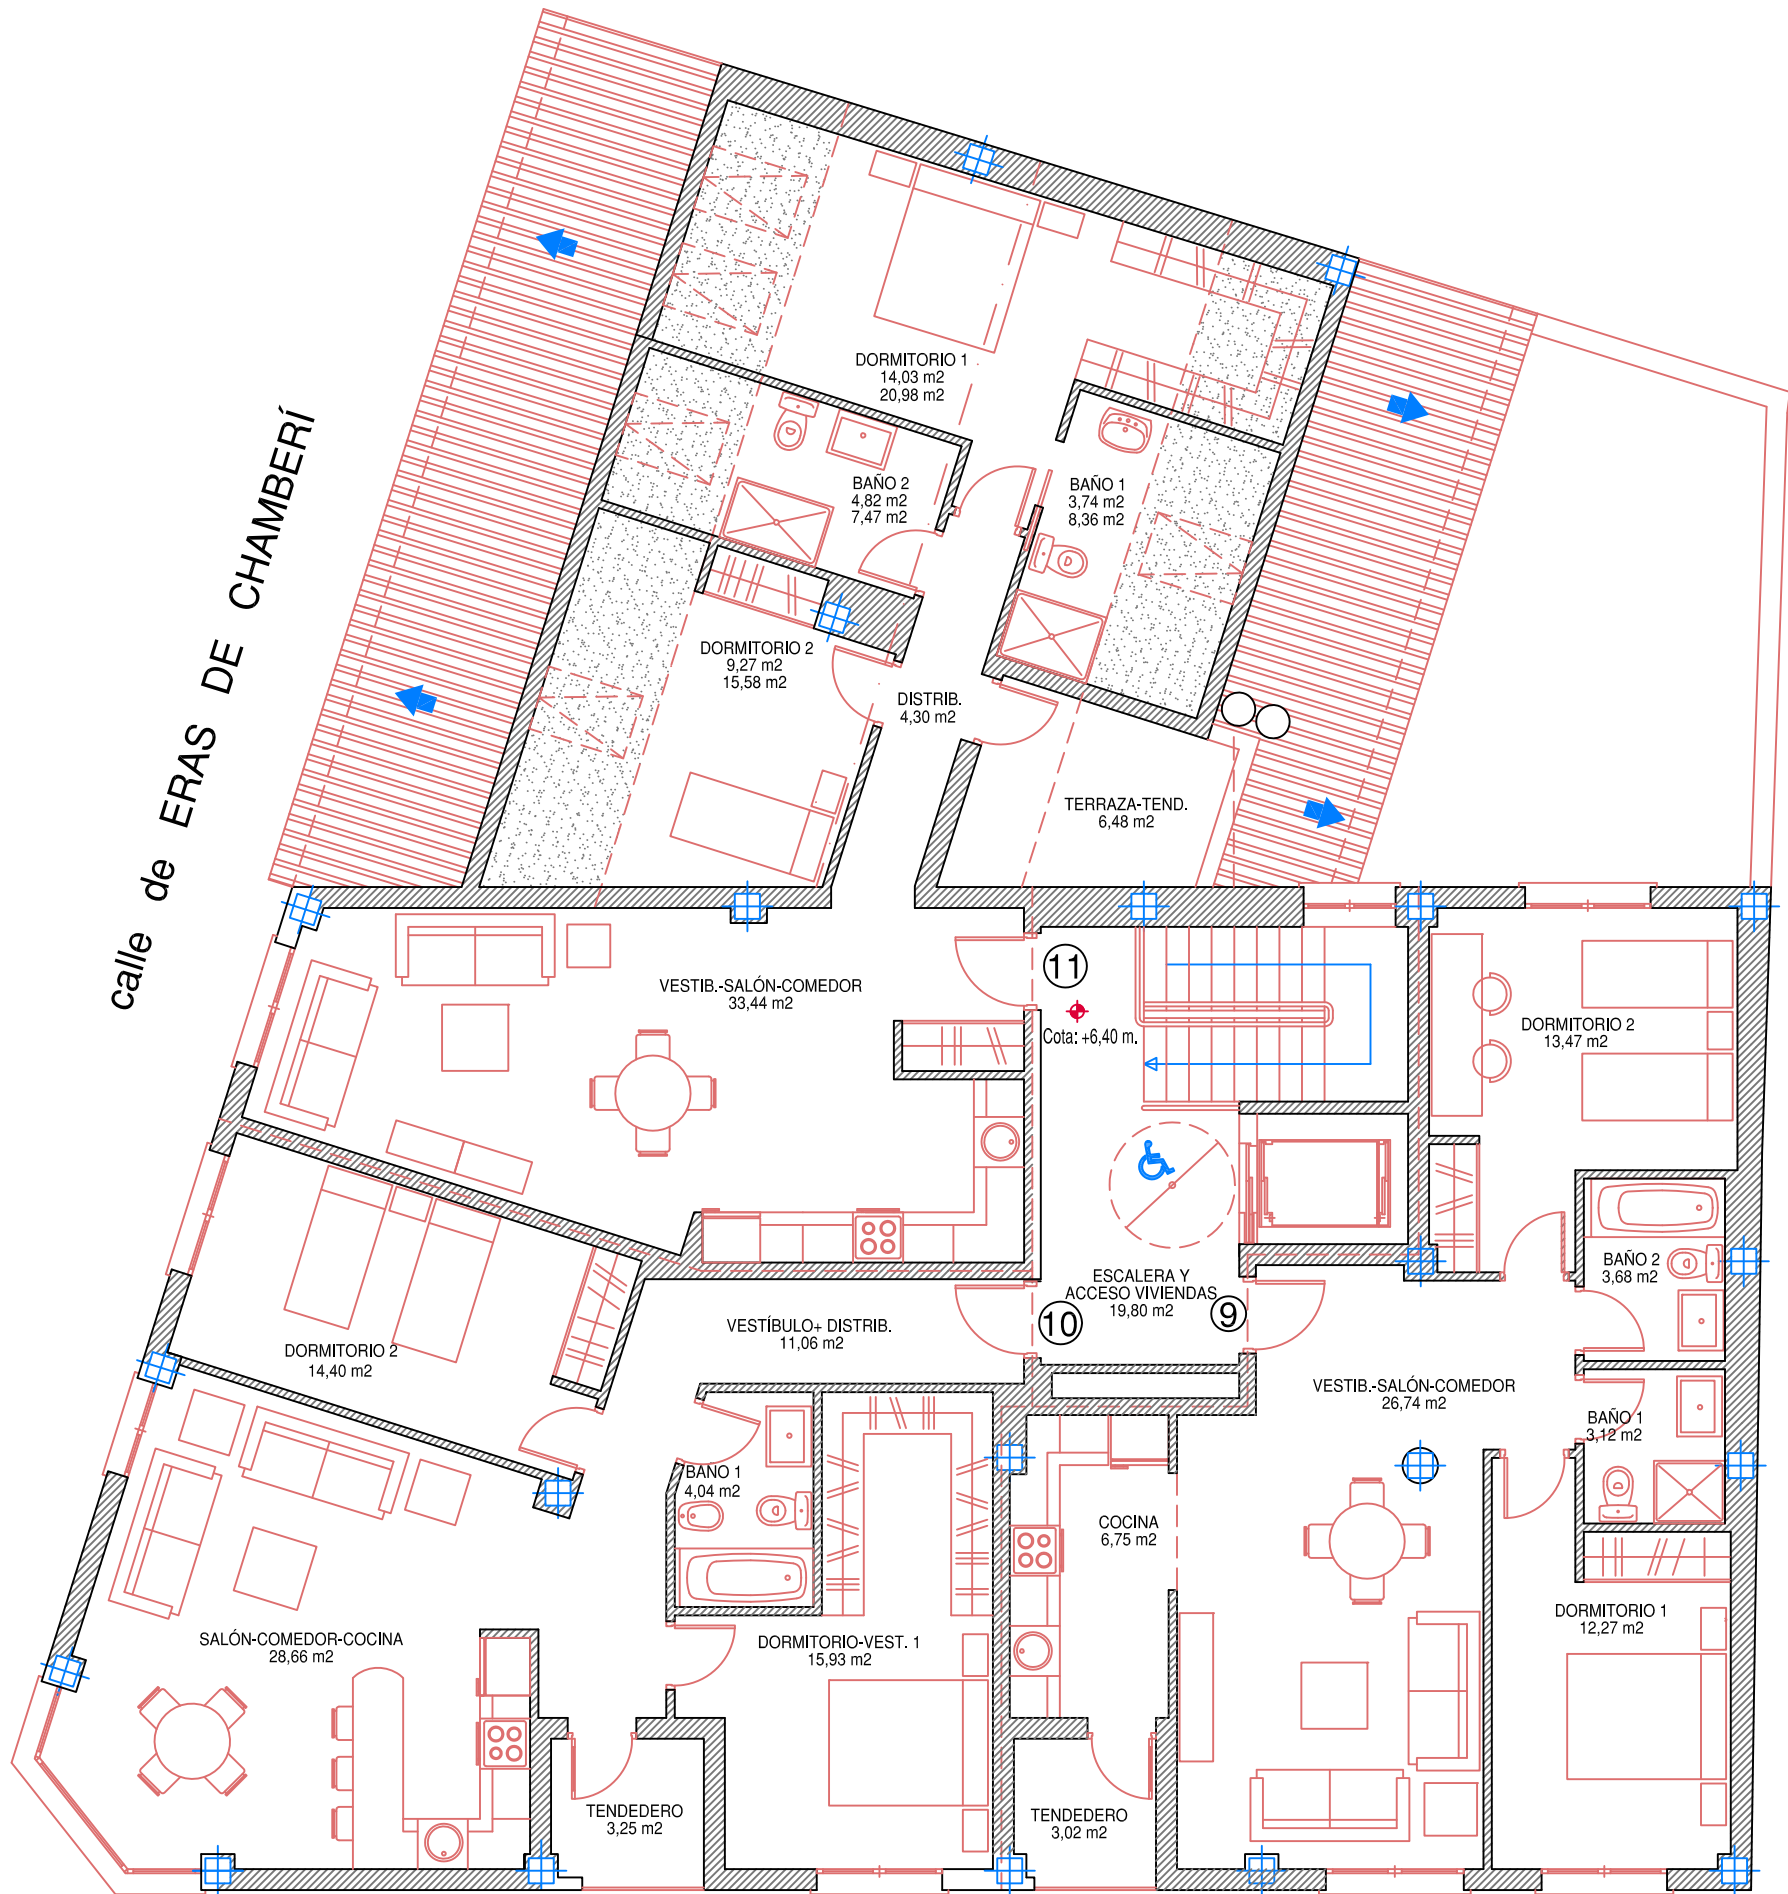 calle de ERAS DE CHAMBERÍ
DORMITORIO 1
14,03 m2
20,98 m2
BAÑO 2
4,82 m2
7,47 m2
BAÑO 1
3,74 m2
8,36 m2
DORMITORIO 2
9,27 m2
15,58 m2
DISTRIB.
4,30 m2
TERRAZA-TEND.
6,48 m2
VESTIB.-SALÓN-COMEDOR
33,44 m2
11
Cota: +6,40 m.
DORMITORIO 2
13,47 m2
BAÑO 2
3,68 m2
ESCALERA Y
ACCESO VIVIENDAS
19,80 m2
10
9
VESTÍBULO+ DISTRIB.
11,06 m2
DORMITORIO 2
14,40 m2
VESTIB.-SALÓN-COMEDOR
26,74 m2
BAÑO 1
3,12 m2
BAÑO 1
4,04 m2
COCINA
6,75 m2
DORMITORIO 1
12,27 m2
SALÓN-COMEDOR-COCINA
28,66 m2
DORMITORIO-VEST. 1
15,93 m2
TENDEDERO
3,25 m2
TENDEDERO
3,02 m2